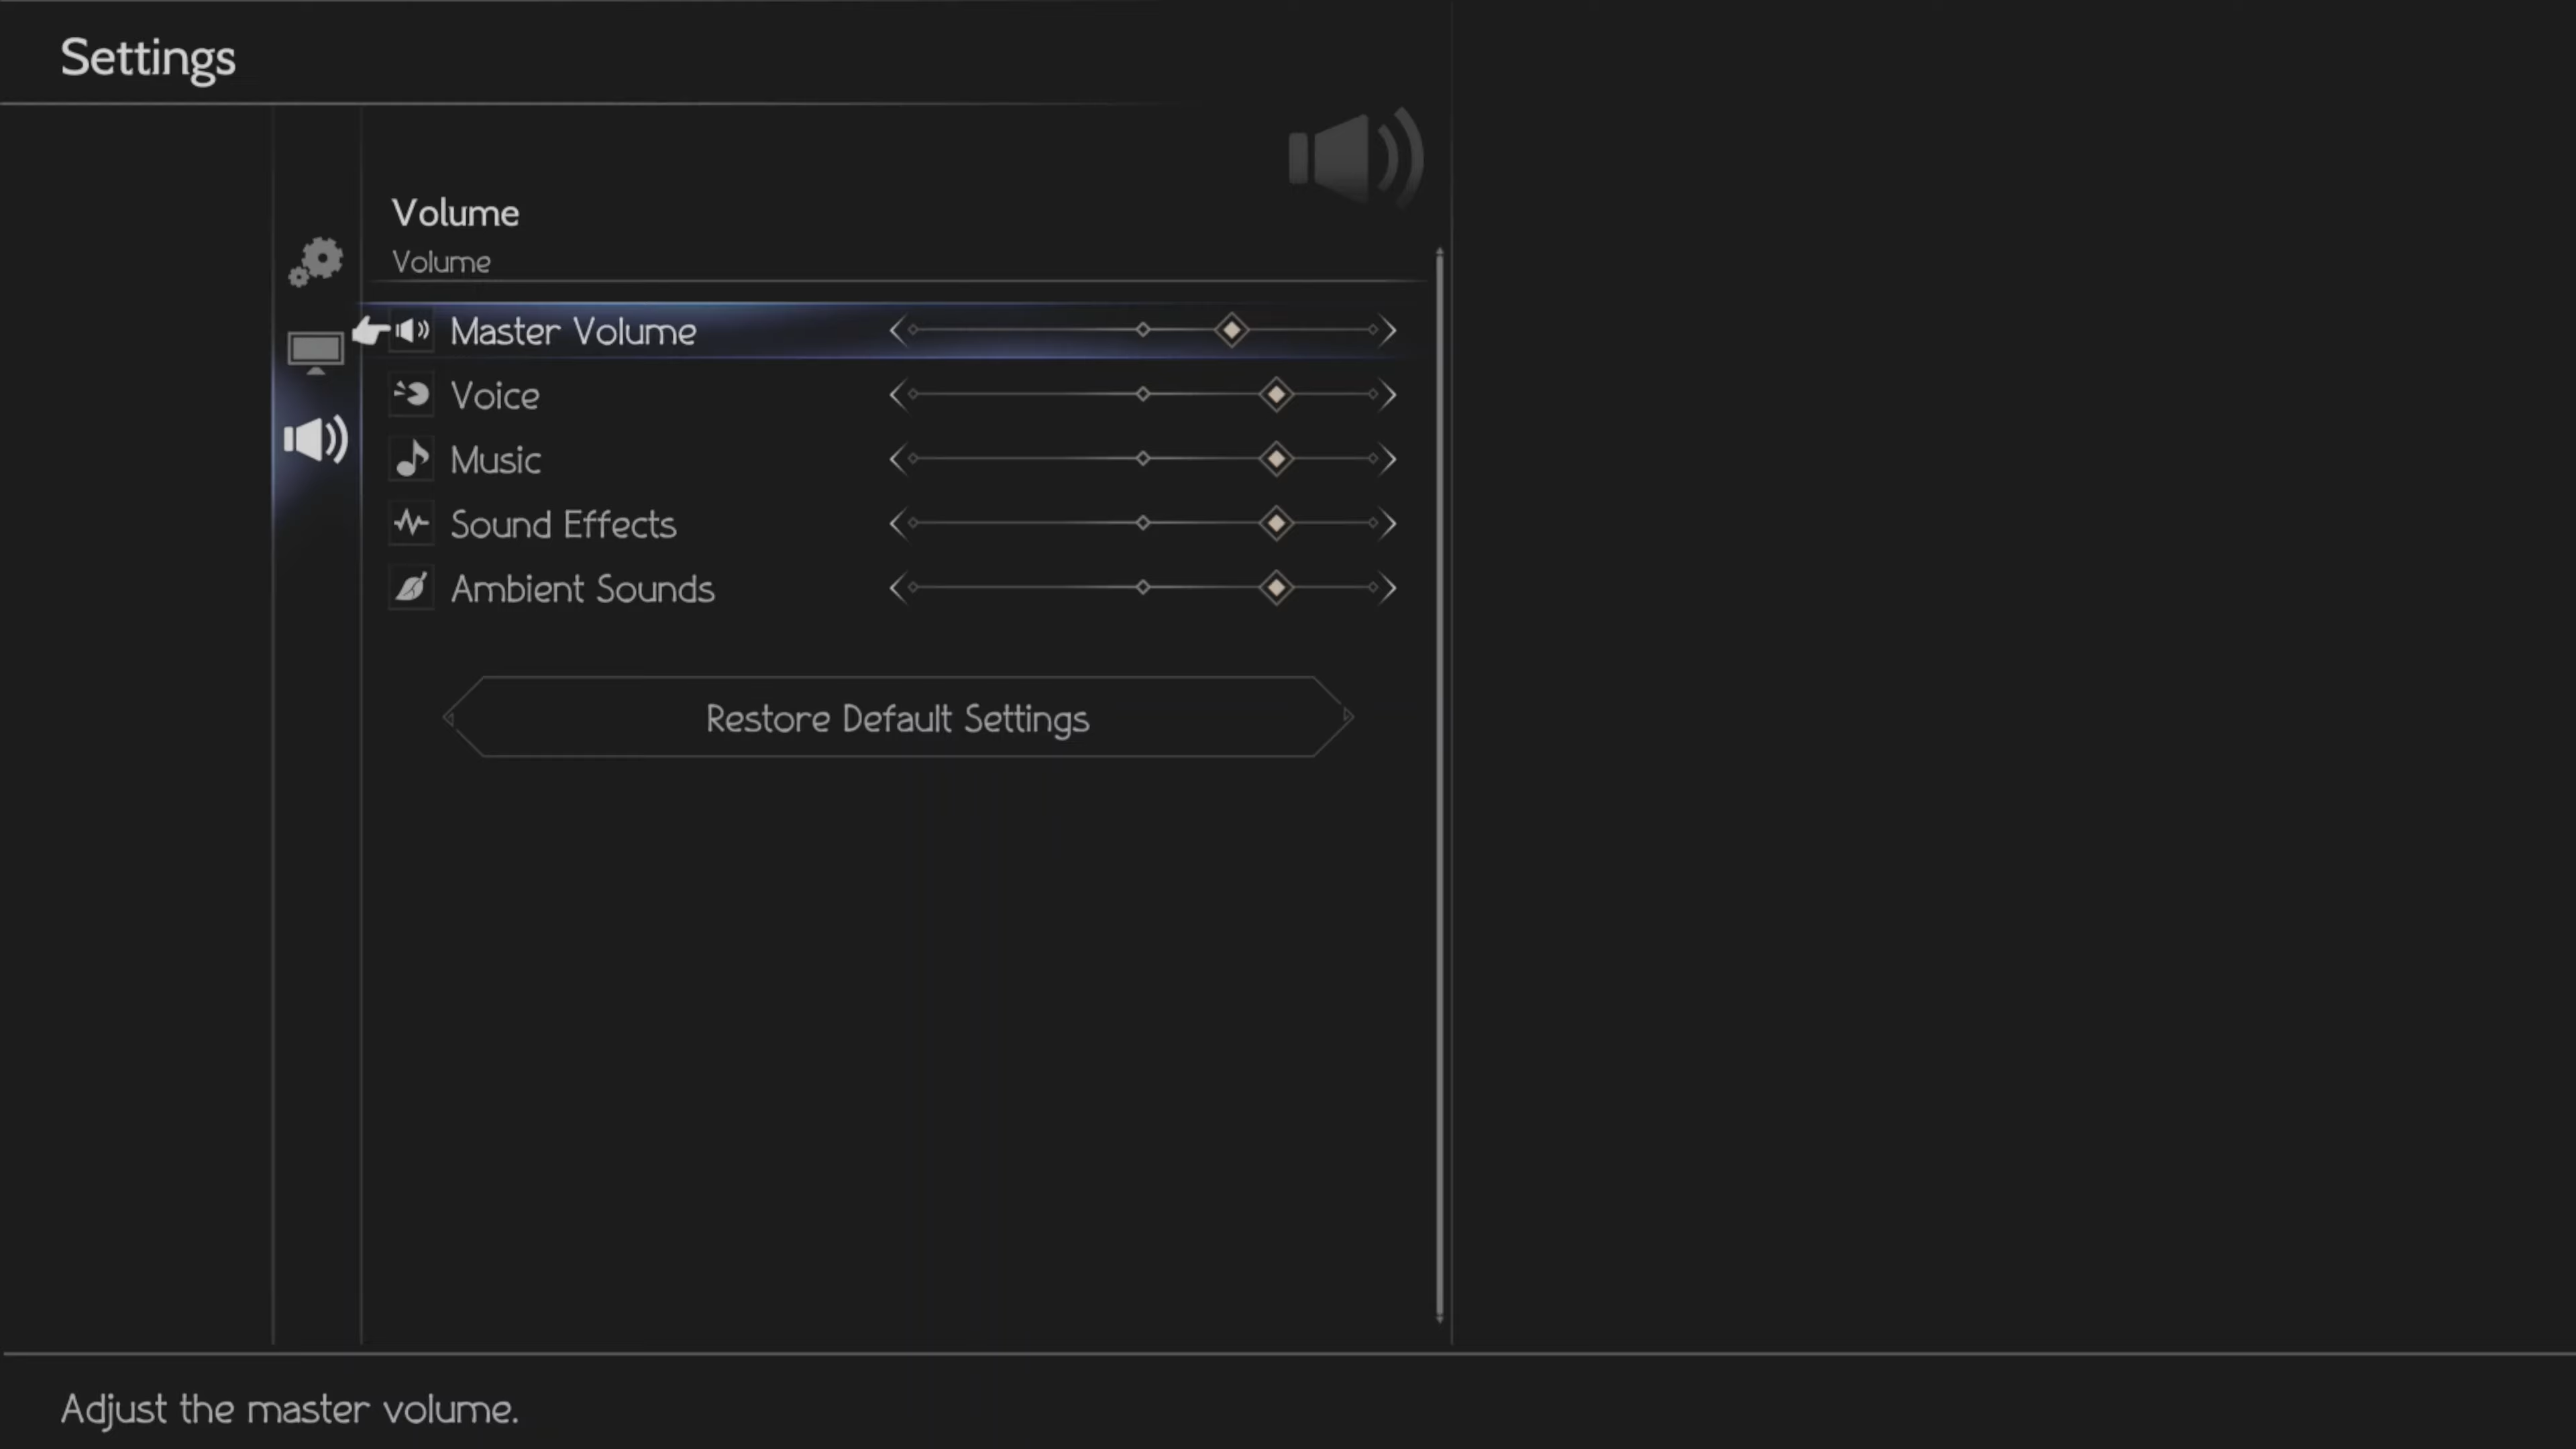 Settings
Volume
Volume
Master Volume
Voice
Music
Sound Effects
Ambient Sounds
Restore Default Settings
Adjust the master volume.